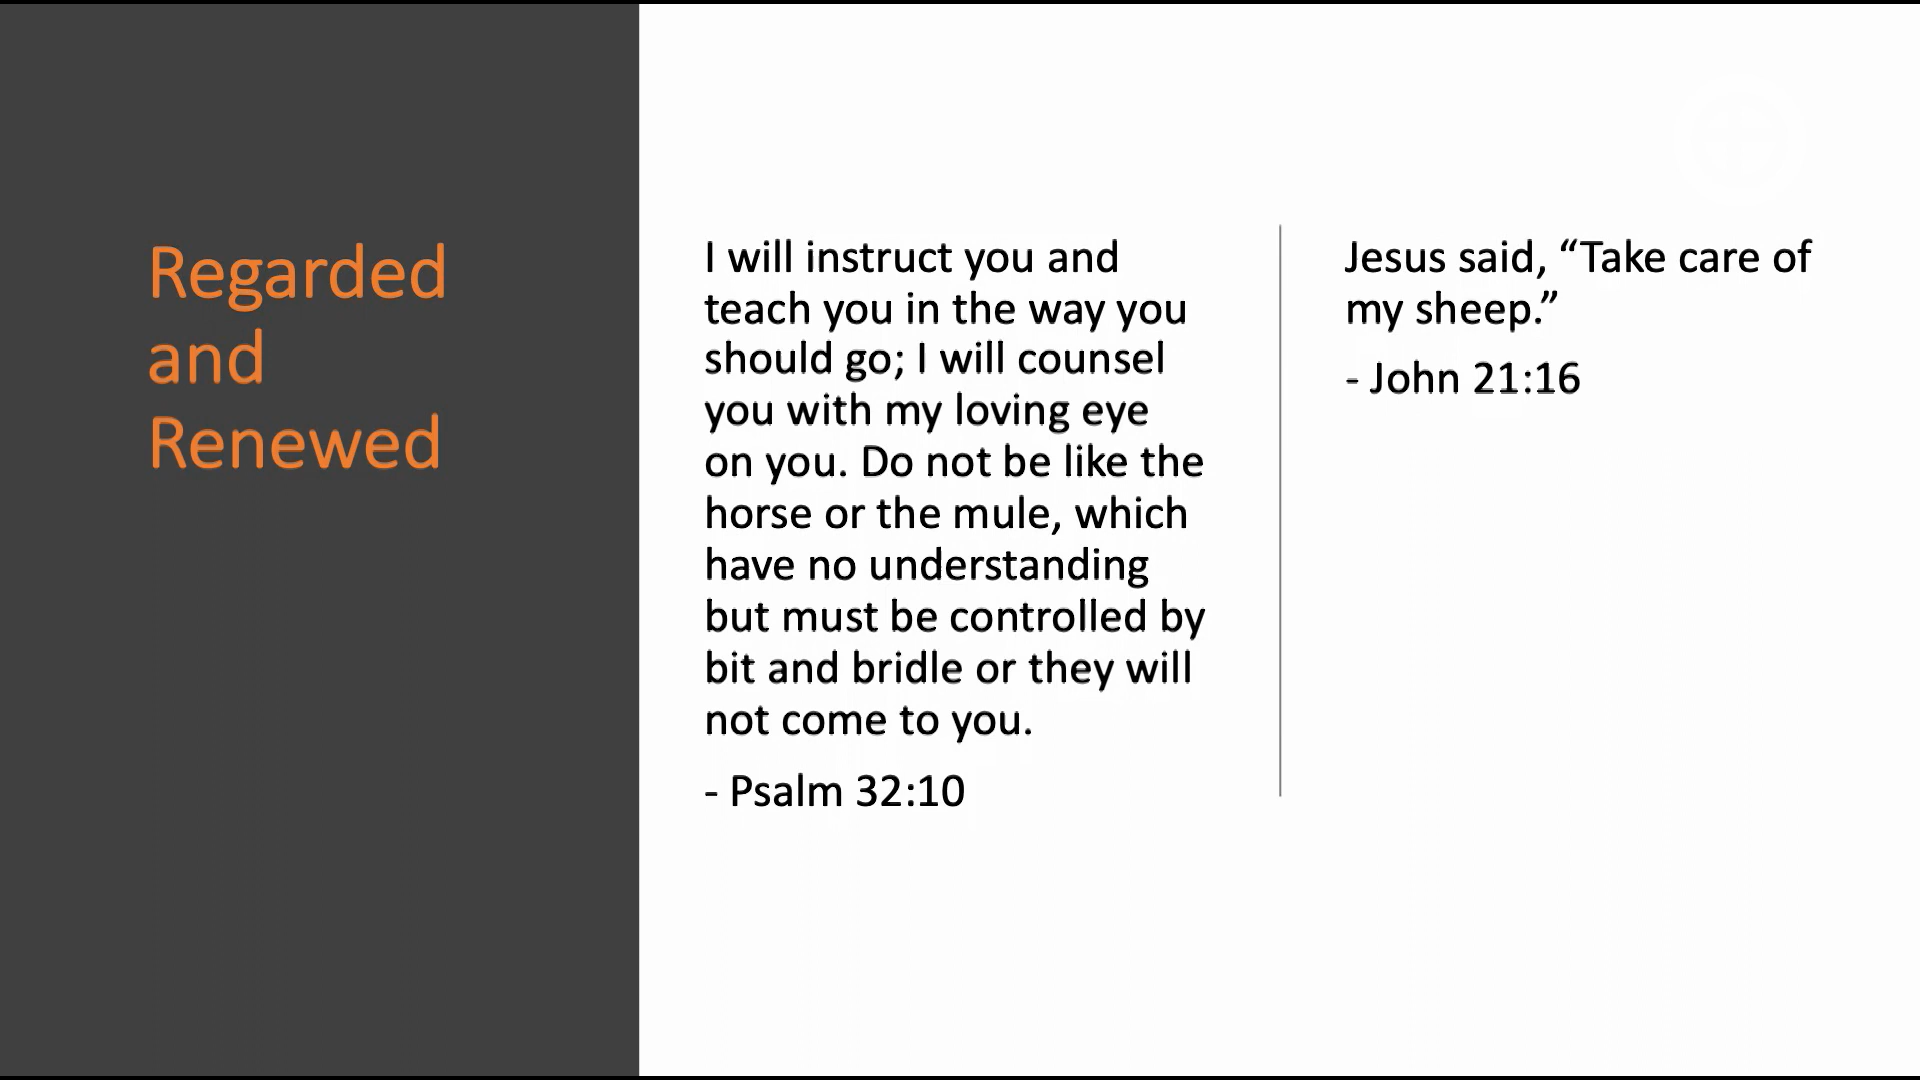 Regarded
and
Renewed
I will instruct you and
teach you in the way you
should go; I will counsel
you with my loving eye
on you. Do not be like the
horse or the mule, which
have no understanding
but must be controlled by
bit and bridle or they will
not come to you.
- Psalm 32:10
Jesus said, “Take care of
my sheep.”
- John 21:16